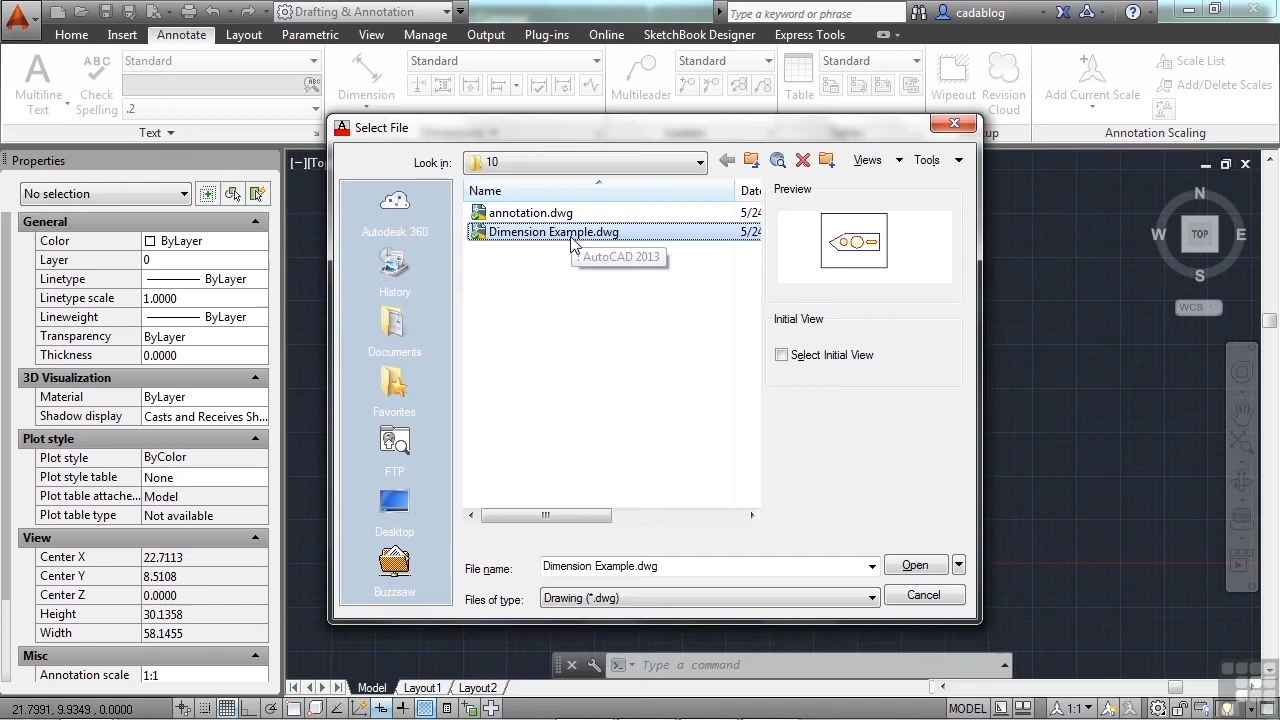 Drafting & Annotation
Type a keyword or phrase
cadablog
Home Insert Annotate Layout Parametric View Manage Output Plug-ins Online SketchBook Designer Express Tools
Multiline Text
ABC
Check Spelling
Standard
.2
Text
Dimension
Standard
Multileader
Standard
Table
Standard
Wipeout
Revision Cloud
Add Current Scale
Scale List
Add/Delete Scales
Annotation Scaling
Properties
No selection
General
Color ByLayer
Layer 0
Linetype ByLayer
Linetype scale 1.0000
Lineweight ByLayer
Transparency ByLayer
Thickness 0.0000
3D Visualization
Material ByLayer
Shadow display Casts and Receives Sh...
Plot style
Plot style ByColor
Plot style table None
Plot table attache... Model
Plot table type Not available
View
Center X 22.7113
Center Y 8.5108
Center Z 0.0000
Height 30.1358
Width 58.1455
Misc
Annotation scale 1:1
Select File
Look in: 10
Views Tools
Autodesk 360
History
Documents
Favorites
FTP
Desktop
Buzzsaw
Name Date
annotation.dwg 5/24
Dimension Example.dwg 5/24
AutoCAD 2013
Preview
Initial View
Select Initial View
File name: Dimension Example.dwg Open
Files of type: Drawing (*.dwg) Cancel
[−][Top
N
W TOP E
S
WCS
Type a command
Model Layout1 Layout2
21.7991, 9.9349, 0.0000
MODEL
1:1